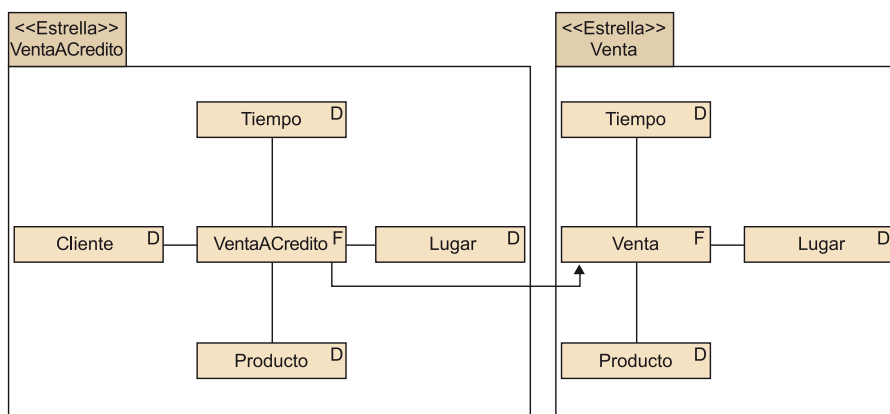 <<Estrella>>
VentaACredito
Tiempo D
Cliente D
VentaACredito F
Lugar D
Producto D
<<Estrella>>
Venta
Tiempo D
Venta F
Lugar D
Producto D